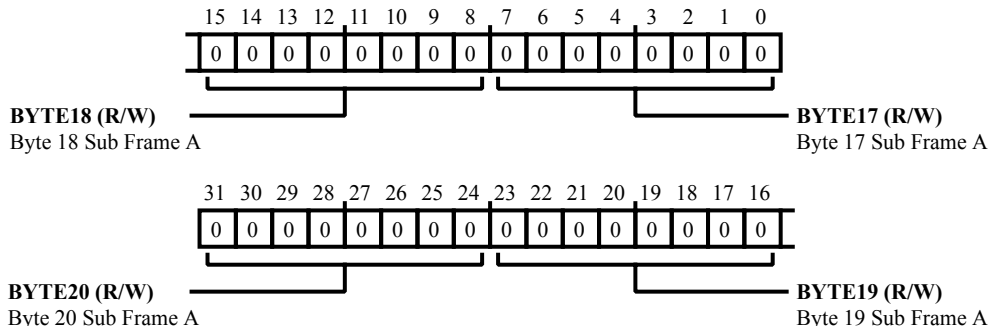 15 14 13 12 11 10 9 8 7 6 5 4 3 2 1 0
0 0 0 0 0 0 0 0 0 0 0 0 0 0 0 0
BYTE18 (R/W) BYTE17 (R/W)
Byte 18 Sub Frame A Byte 17 Sub Frame A
31 30 29 28 27 26 25 24 23 22 21 20 19 18 17 16
0 0 0 0 0 0 0 0 0 0 0 0 0 0 0 0
BYTE20 (R/W) BYTE19 (R/W)
Byte 20 Sub Frame A Byte 19 Sub Frame A